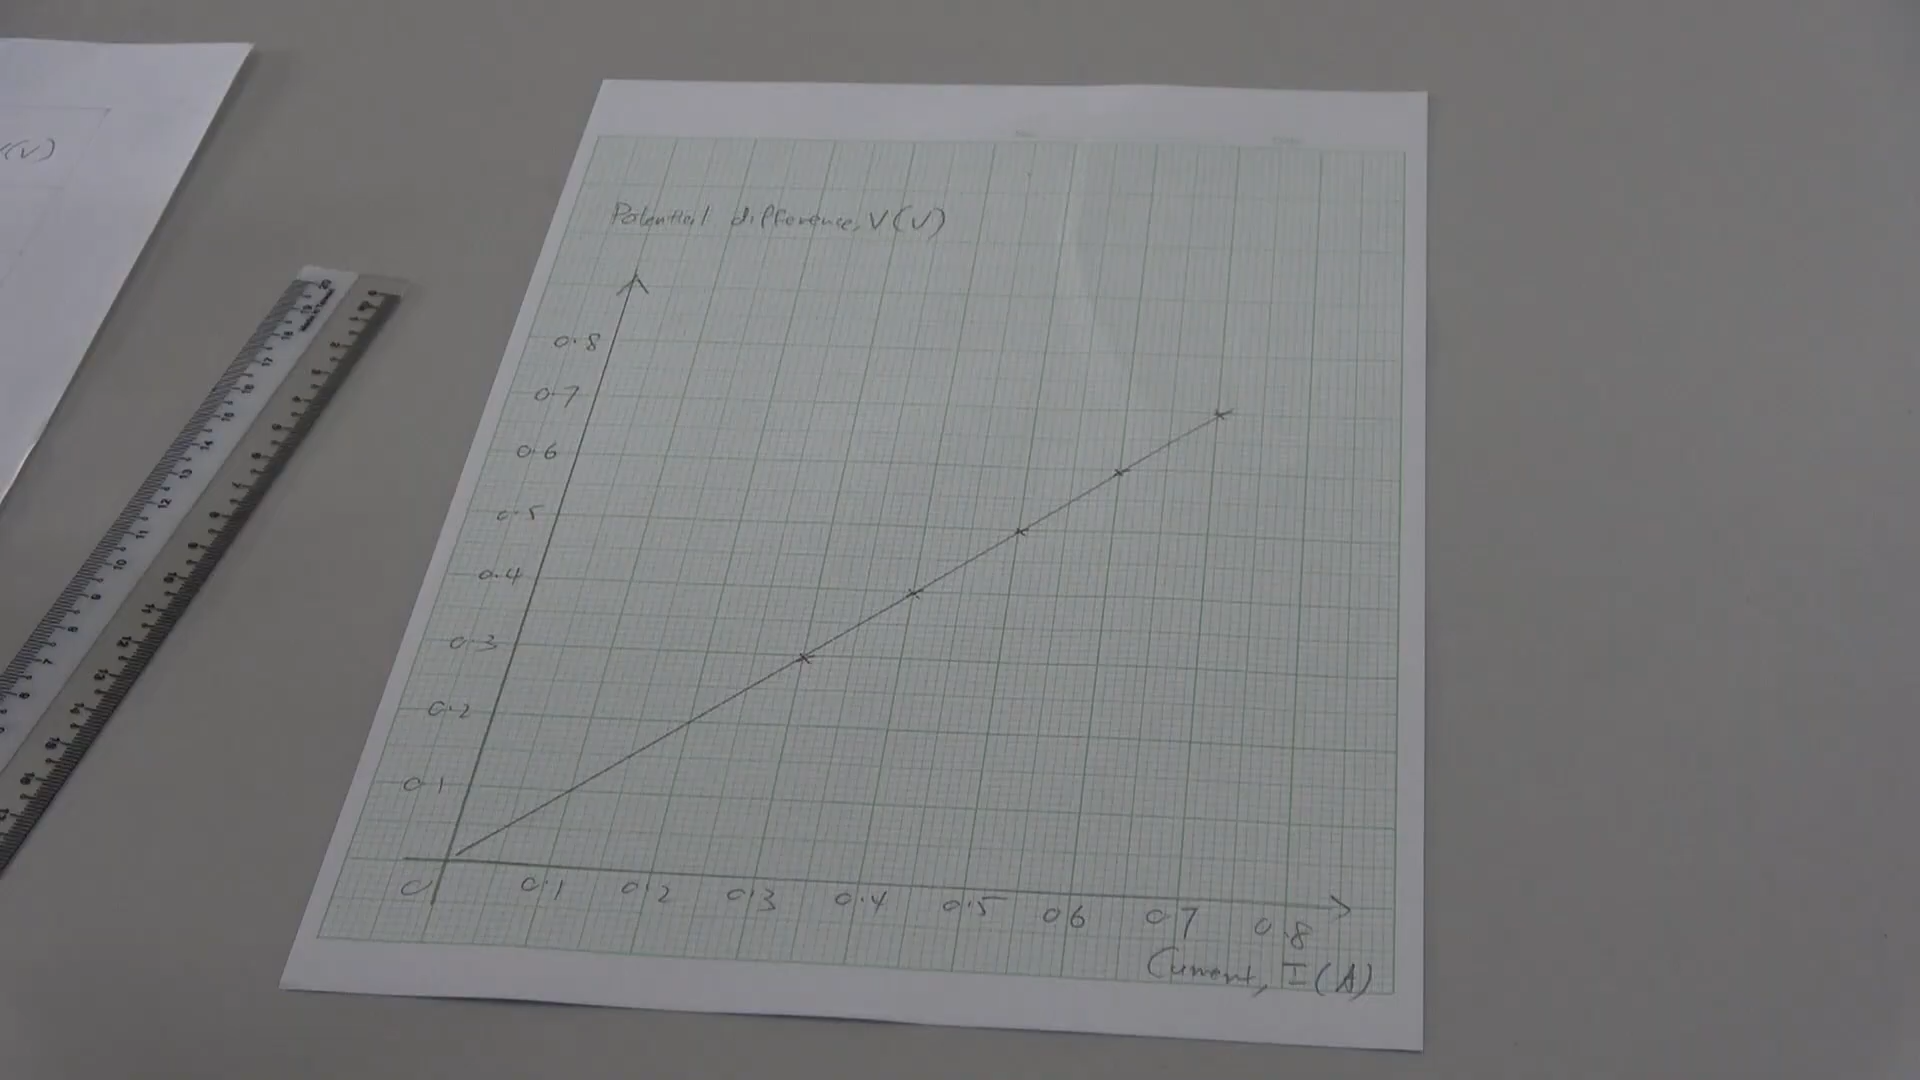 V(V)
Potential difference, V(V)
0.8
0.7
0.6
0.5
0.4
0.3
0.2
0.1
0 0.1 0.2 0.3 0.4 0.5 0.6 0.7 0.8
Current, I(A)